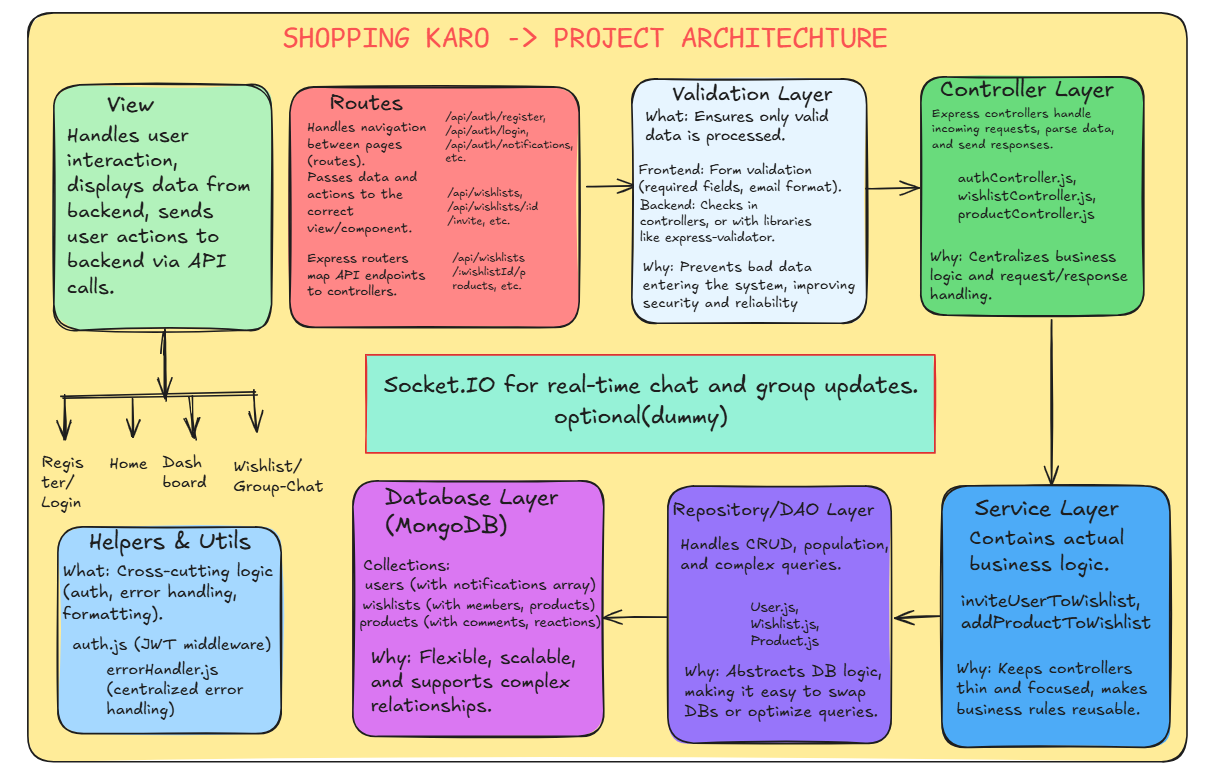 SHOPPING KARO -> PROJECT ARCHITECHTURE
View
Handles user
interaction,
displays data from
backend, sends
user actions to
backend via API
calls.
Routes
Handles navigation
between pages
(routes).
Passes data and
actions to the
correct
view/component.
Express routers
map API endpoints
to controllers.
/api/auth/register,
/api/auth/login,
/api/auth/notifications,
etc.
/api/wishlists,
/api/wishlists/:id
/invite, etc.
/api/wishlists
/:wishlistId/p
roducts, etc.
Validation Layer
What: Ensures only valid
data is processed.
Frontend: Form validation
(required fields, email format).
Backend: Checks in
controllers, or with libraries
like express-validator.
Why: Prevents bad data
entering the system, improving
security and reliability
Controller Layer
Express controllers handle
incoming requests, parse data,
and send responses.
authController.js,
wishlistController.js,
productController.js
Why: Centralizes business
logic and request/response
handling.
Socket.IO for real-time chat and group updates.
optional(dummy)
Regis
ter/
Login
Home
Dash
board
Wishlist/
Group-Chat
Helpers & Utils
What: Cross-cutting logic
(auth, error handling,
formatting).
auth.js (JWT middleware)
errorHandler.js
(centralized error
handling)
Database Layer
(MongoDB)
Collections:
users (with notifications array)
wishlists (with members, products)
products (with comments, reactions)
Why: Flexible, scalable,
and supports complex
relationships.
Repository/DAO Layer
Handles CRUD, population,
and complex queries.
User.js,
Wishlist.js,
Product.js
Why: Abstracts DB logic,
making it easy to swap
DBs or optimize queries.
Service Layer
Contains actual
business logic.
inviteUserToWishlist,
addProductToWishlist
Why: Keeps controllers
thin and focused, makes
business rules reusable.